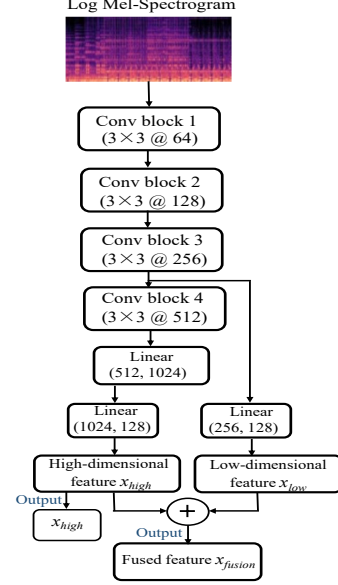 Log Mel-Spectrogram
Conv block 1
(3×3 @ 64)
Conv block 2
(3×3 @ 128)
Conv block 3
(3×3 @ 256)
Conv block 4
(3×3 @ 512)
Linear
(512, 1024)
Linear
(1024, 128)
Linear
(256, 128)
High-dimensional
feature x_high
Low-dimensional
feature x_low
Output
x_high
+
Output
Fused feature x_fusion